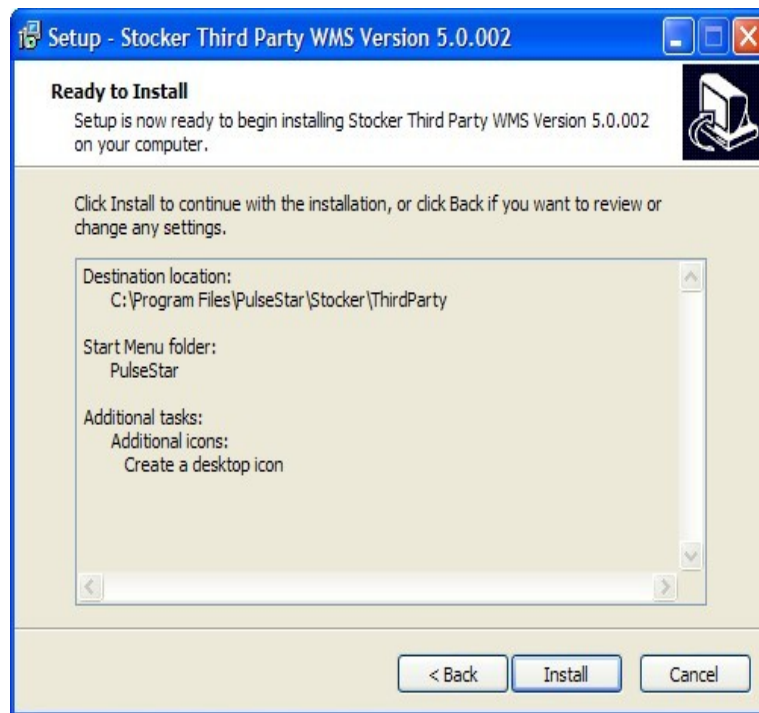 Setup - Stocker Third Party WMS Version 5.0.002
Ready to Install
Setup is now ready to begin installing Stocker Third Party WMS Version 5.0.002
on your computer.
Click Install to continue with the installation, or click Back if you want to review or
change any settings.
Destination location:
C:\Program Files\PulseStar\Stocker\ThirdParty
Start Menu folder:
PulseStar
Additional tasks:
Additional icons:
Create a desktop icon
< Back
Install
Cancel